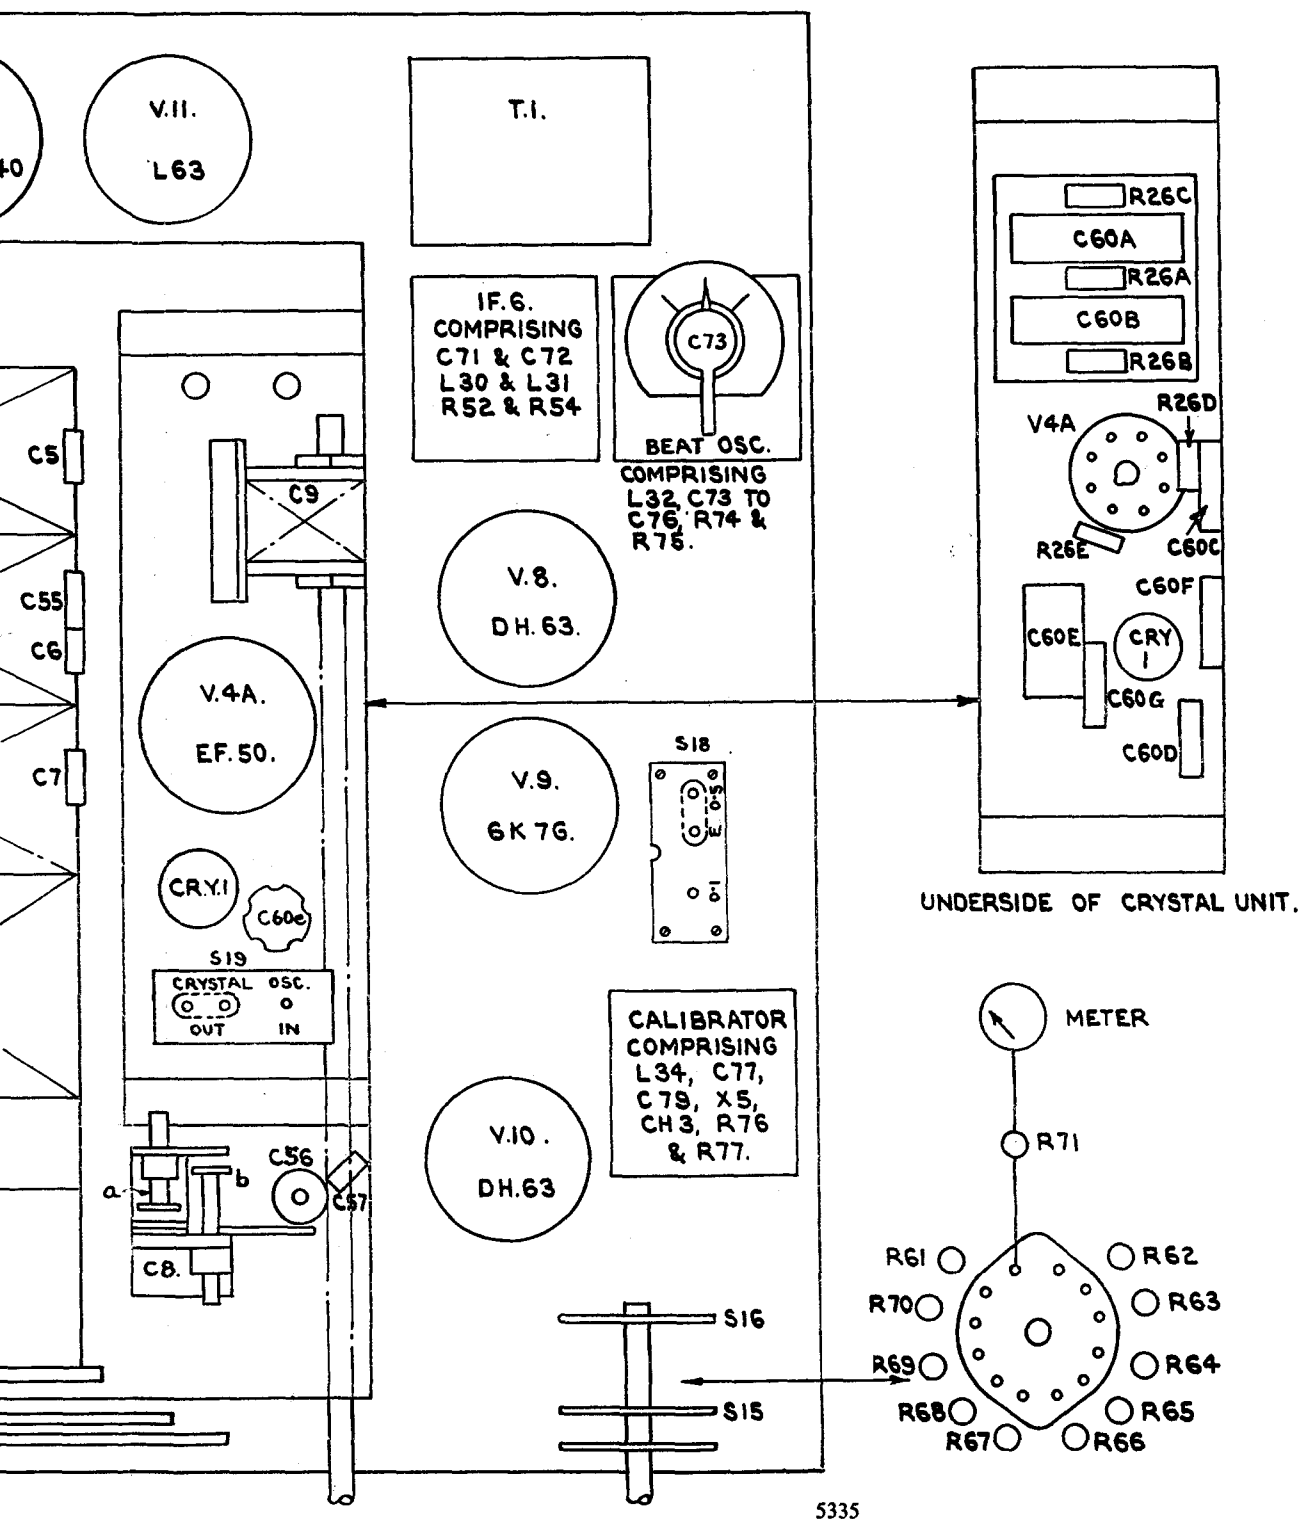 40
V.11.
L63
T.1.
IF.6.
COMPRISING
C71 & C72
L30 & L31
R52 & R54
C73
BEAT OSC.
COMPRISING
L32, C73 TO
C76, R74 &
R75.
C5
C9
C55
C6
C7
V.8.
DH.63.
V.4A.
EF.50.
V.9.
6K7G.
S18
O-S
E
O-I
CR.Y.1
C60e
S19
CRYSTAL OSC.
OUT IN
CALIBRATOR
COMPRISING
L34, C77,
C79, X5,
CH3, R76
& R77.
V.10.
DH.63
a
b
C56
C57
C8.
S16
S15
R26C
C60A
R26A
C60B
R26B
R26D
V4A
R26E
C60C
C60F
C60E
CRY
1
C60G
C60D
UNDERSIDE OF CRYSTAL UNIT.
METER
R71
R61
R62
R70
R63
R69
R64
R68
R65
R67
R66
5335